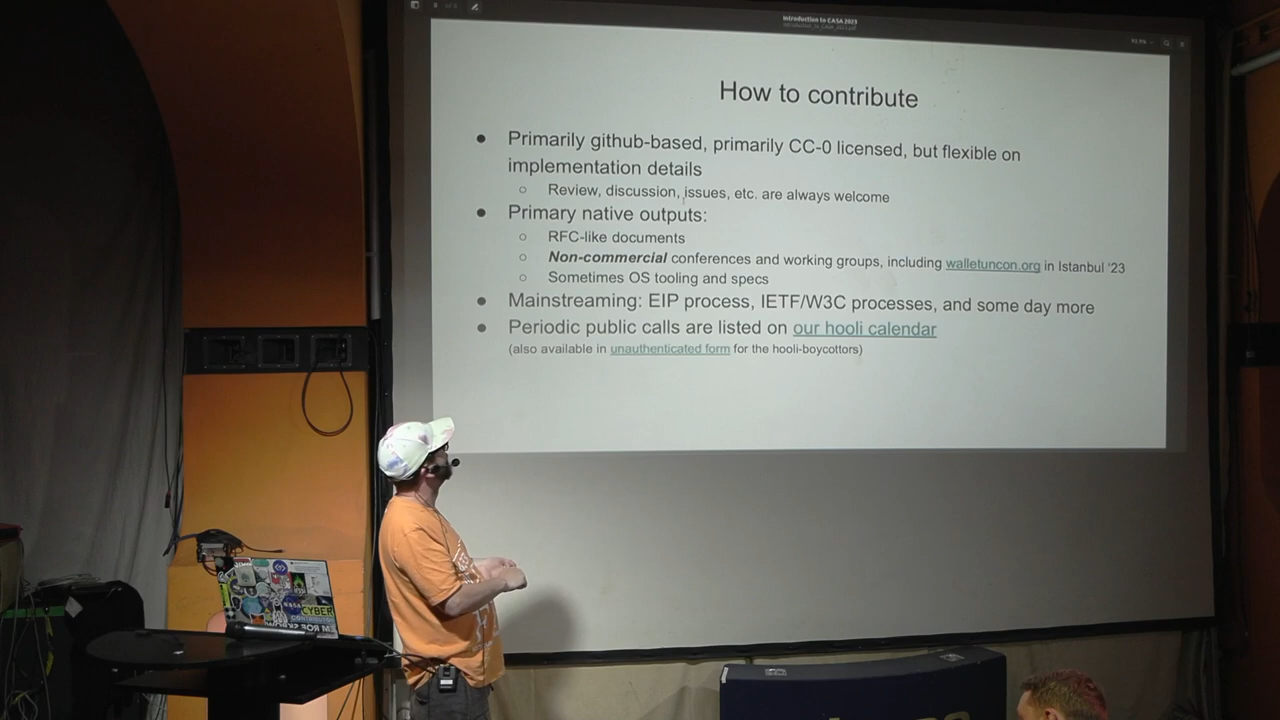 Introduction to CASA 2023
How to contribute
● Primarily github-based, primarily CC-0 licensed, but flexible on
implementation details
○ Review, discussion, issues, etc. are always welcome
● Primary native outputs:
○ RFC-like documents
○ Non-commercial conferences and working groups, including walletuncon.org in Istanbul '23
○ Sometimes OS tooling and specs
● Mainstreaming: EIP process, IETF/W3C processes, and some day more
● Periodic public calls are listed on our hooli calendar
(also available in unauthenticated form for the hooli-boycottors)
CYBER
CONTRIBUTOR